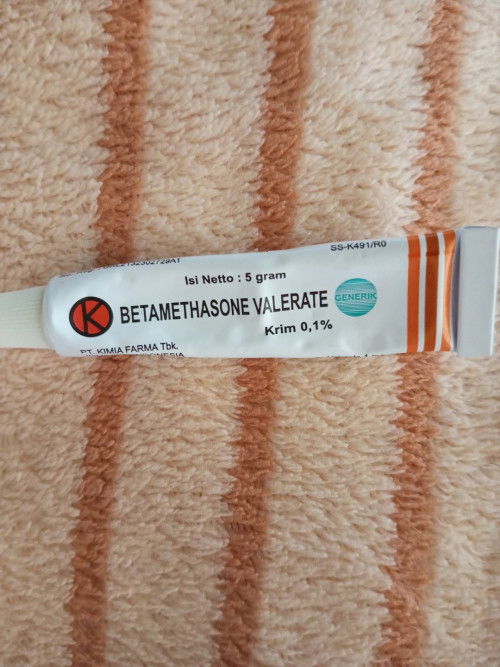 SS-K491/R0
Isi Netto : 5 gram
K
BETAMETHASONE VALERATE
GENERIK
Krim 0,1%
PT. KIMIA FARMA Tbk.